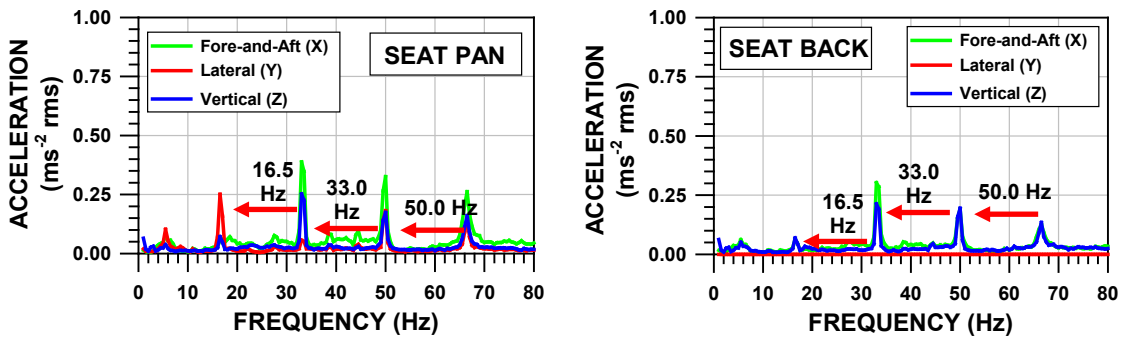 ACCELERATION
(ms-2 rms)
1.00
0.75
0.50
0.25
0.00
Fore-and-Aft (X)
Lateral (Y)
Vertical (Z)
SEAT PAN
16.5
Hz
33.0
Hz
50.0 Hz
0 10 20 30 40 50 60 70 80
FREQUENCY (Hz)
ACCELERATION
(ms-2 rms)
1.00
0.75
0.50
0.25
0.00
SEAT BACK
Fore-and-Aft (X)
Lateral (Y)
Vertical (Z)
16.5
Hz
33.0
Hz
50.0 Hz
0 10 20 30 40 50 60 70 80
FREQUENCY (Hz)